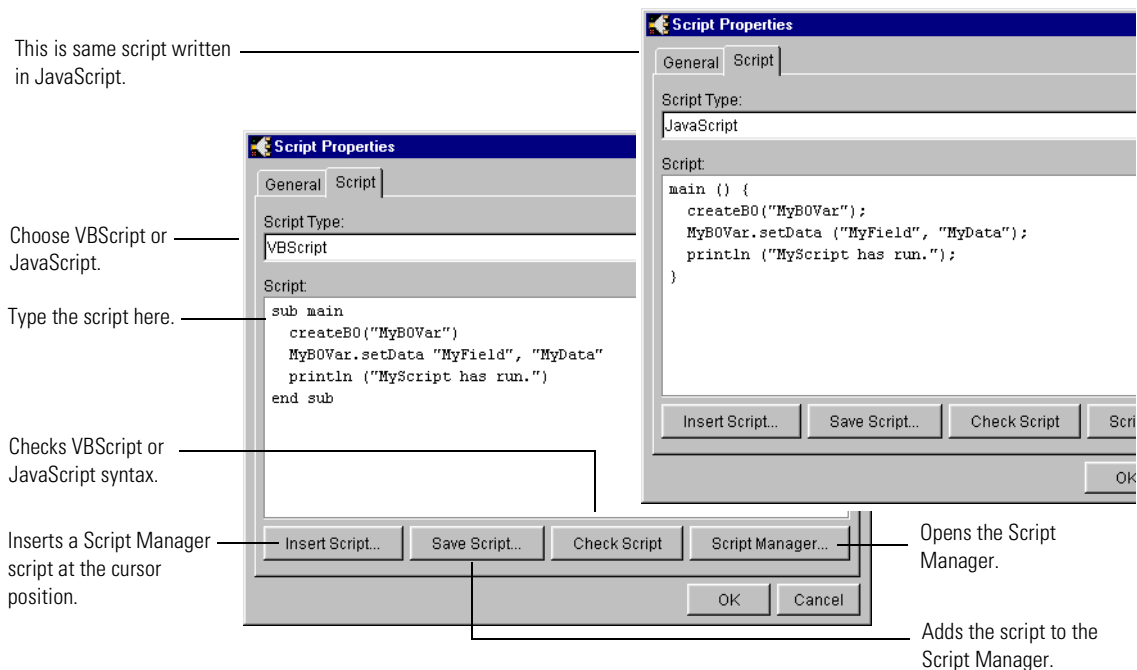 This is same script written
in JavaScript.
Script Properties
General Script
Script Type:
JavaScript
Script:
main () {
  createBO("MyBOVar");
  MyBOVar.setData ("MyField", "MyData");
  println ("MyScript has run.");
}
Insert Script... Save Script... Check Script Scri
OK
Script Properties
General Script
Script Type:
VBScript
Script:
sub main
  createBO("MyBOVar")
  MyBOVar.setData "MyField", "MyData"
  println ("MyScript has run.")
end sub
Insert Script... Save Script... Check Script Script Manager...
OK Cancel
Choose VBScript or
JavaScript.
Type the script here.
Checks VBScript or
JavaScript syntax.
Inserts a Script Manager
script at the cursor
position.
Opens the Script
Manager.
Adds the script to the
Script Manager.